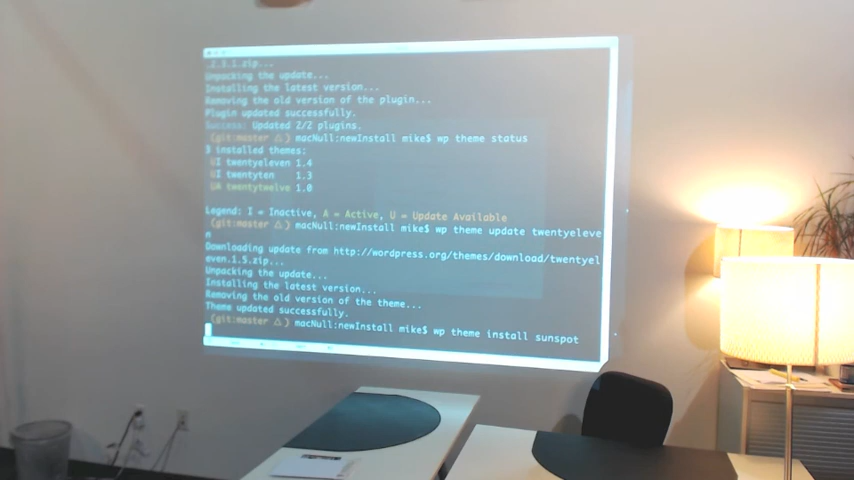 2.3.1.zip...
Unpacking the update...
Installing the latest version...
Removing the old version of the plugin...
Plugin updated successfully.
Success: Updated 2/2 plugins.
(git:master △) macNull:newInstall mike$ wp theme status
3 installed themes:
UI twentyeleven 1.4
UI twentyten 1.3
UA twentytwelve 1.0
Legend: I = Inactive, A = Active, U = Update Available
(git:master △) macNull:newInstall mike$ wp theme update twentyeleve
n
Downloading update from http://wordpress.org/themes/download/twentyel
even.1.5.zip...
Unpacking the update...
Installing the latest version...
Removing the old version of the theme...
Theme updated successfully.
(git:master △) macNull:newInstall mike$ wp theme install sunspot